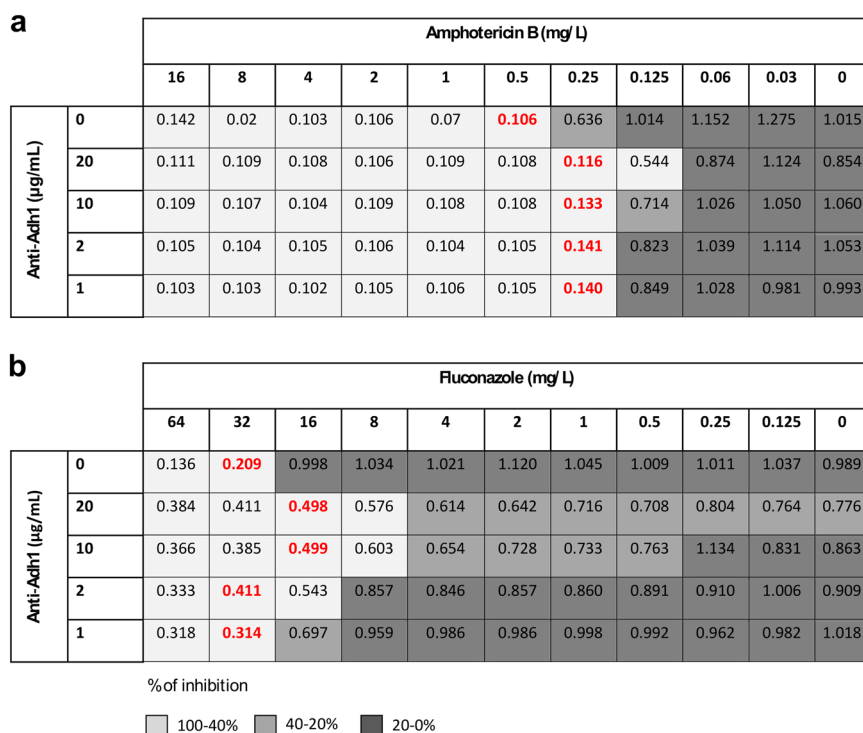 a
Amphotericin B (mg/L)
16 8 4 2 1 0.5 0.25 0.125 0.06 0.03 0
Anti-Adh1 (µg/mL)
0 0.142 0.02 0.103 0.106 0.07 0.106 0.636 1.014 1.152 1.275 1.015
20 0.111 0.109 0.108 0.106 0.109 0.108 0.116 0.544 0.874 1.124 0.854
10 0.109 0.107 0.104 0.109 0.108 0.108 0.133 0.714 1.026 1.050 1.060
2 0.105 0.104 0.105 0.106 0.104 0.105 0.141 0.823 1.039 1.114 1.053
1 0.103 0.103 0.102 0.105 0.106 0.105 0.140 0.849 1.028 0.981 0.993
b
Fluconazole (mg/L)
64 32 16 8 4 2 1 0.5 0.25 0.125 0
Anti-Adh1 (µg/mL)
0 0.136 0.209 0.998 1.034 1.021 1.120 1.045 1.009 1.011 1.037 0.989
20 0.384 0.411 0.498 0.576 0.614 0.642 0.716 0.708 0.804 0.764 0.776
10 0.366 0.385 0.499 0.603 0.654 0.728 0.733 0.763 1.134 0.831 0.863
2 0.333 0.411 0.543 0.857 0.846 0.857 0.860 0.891 0.910 1.006 0.909
1 0.318 0.314 0.697 0.959 0.986 0.986 0.998 0.992 0.962 0.982 1.018
% of inhibition
100-40% 40-20% 20-0%